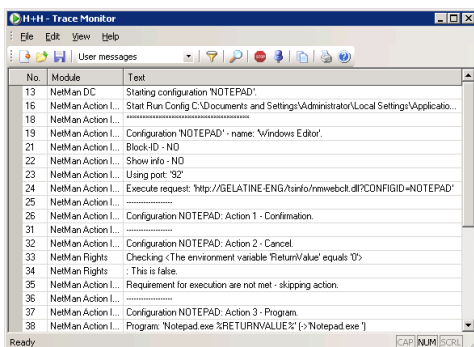 H+H - Trace Monitor
File Edit View Help
User messages
No. Module Text
13 NetMan DC Starting configuration 'NOTEPAD'.
16 NetMan Action I... Start Run Config C:\Documents and Settings\Administrator\Local Settings\Applicatio...
18 NetMan Action I... ****************************************
19 NetMan Action I... Configuration 'NOTEPAD' - name: 'Windows Editor'.
21 NetMan Action I... Block-ID - NO
22 NetMan Action I... Show info - NO
23 NetMan Action I... Using port: '92'
24 NetMan Action I... Execute request: 'http://GELATINE-ENG/tsinfo/nmwebclt.dll?CONFIGID=NOTEPAD'
25 NetMan Action I... ------------------
26 NetMan Action I... Configuration NOTEPAD: Action 1 - Confirmation.
31 NetMan Action I... ------------------
32 NetMan Action I... Configuration NOTEPAD: Action 2 - Cancel.
33 NetMan Rights Checking <The environment variable 'ReturnValue' equals '0'>
34 NetMan Rights : This is false.
35 NetMan Action I... Requirement for execution are not met - skipping action.
36 NetMan Action I... ------------------
37 NetMan Action I... Configuration NOTEPAD: Action 3 - Program.
38 NetMan Action I... Program: 'Notepad.exe %RETURNVALUE%' (->'Notepad.exe ')
Ready CAP NUM SCRL